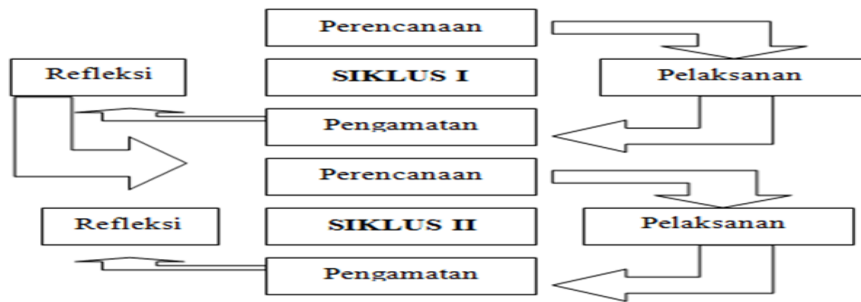 Perencanaan
Refleksi
SIKLUS I
Pelaksanan
Pengamatan
Perencanaan
Refleksi
SIKLUS II
Pelaksanan
Pengamatan